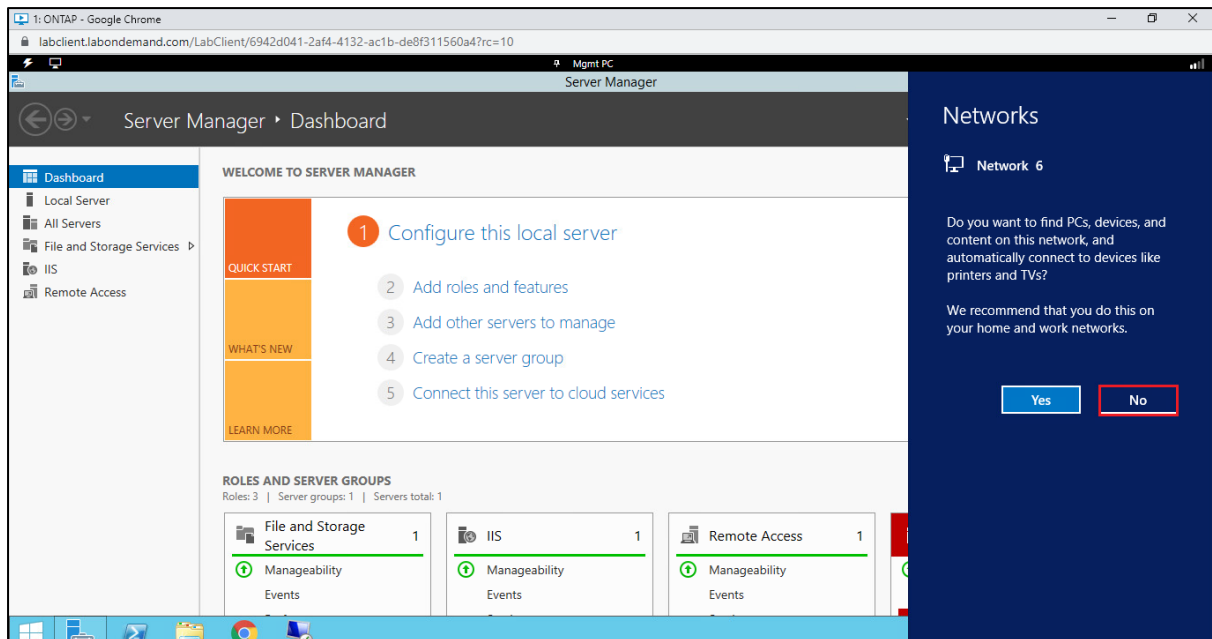 1: ONTAP - Google Chrome
labclient.labondemand.com/LabClient/6942d041-2af4-4132-ac1b-de8f311560a4?rc=10
Mgmt PC
Server Manager
Server Manager • Dashboard
Dashboard
Local Server
All Servers
File and Storage Services
IIS
Remote Access
WELCOME TO SERVER MANAGER
QUICK START
WHAT'S NEW
LEARN MORE
1 Configure this local server
2 Add roles and features
3 Add other servers to manage
4 Create a server group
5 Connect this server to cloud services
ROLES AND SERVER GROUPS
Roles: 3 | Server groups: 1 | Servers total: 1
File and Storage
Services 1
Manageability
Events
IIS 1
Manageability
Events
Remote Access 1
Manageability
Events
Networks
Network 6
Do you want to find PCs, devices, and
content on this network, and
automatically connect to devices like
printers and TVs?
We recommend that you do this on
your home and work networks.
Yes No